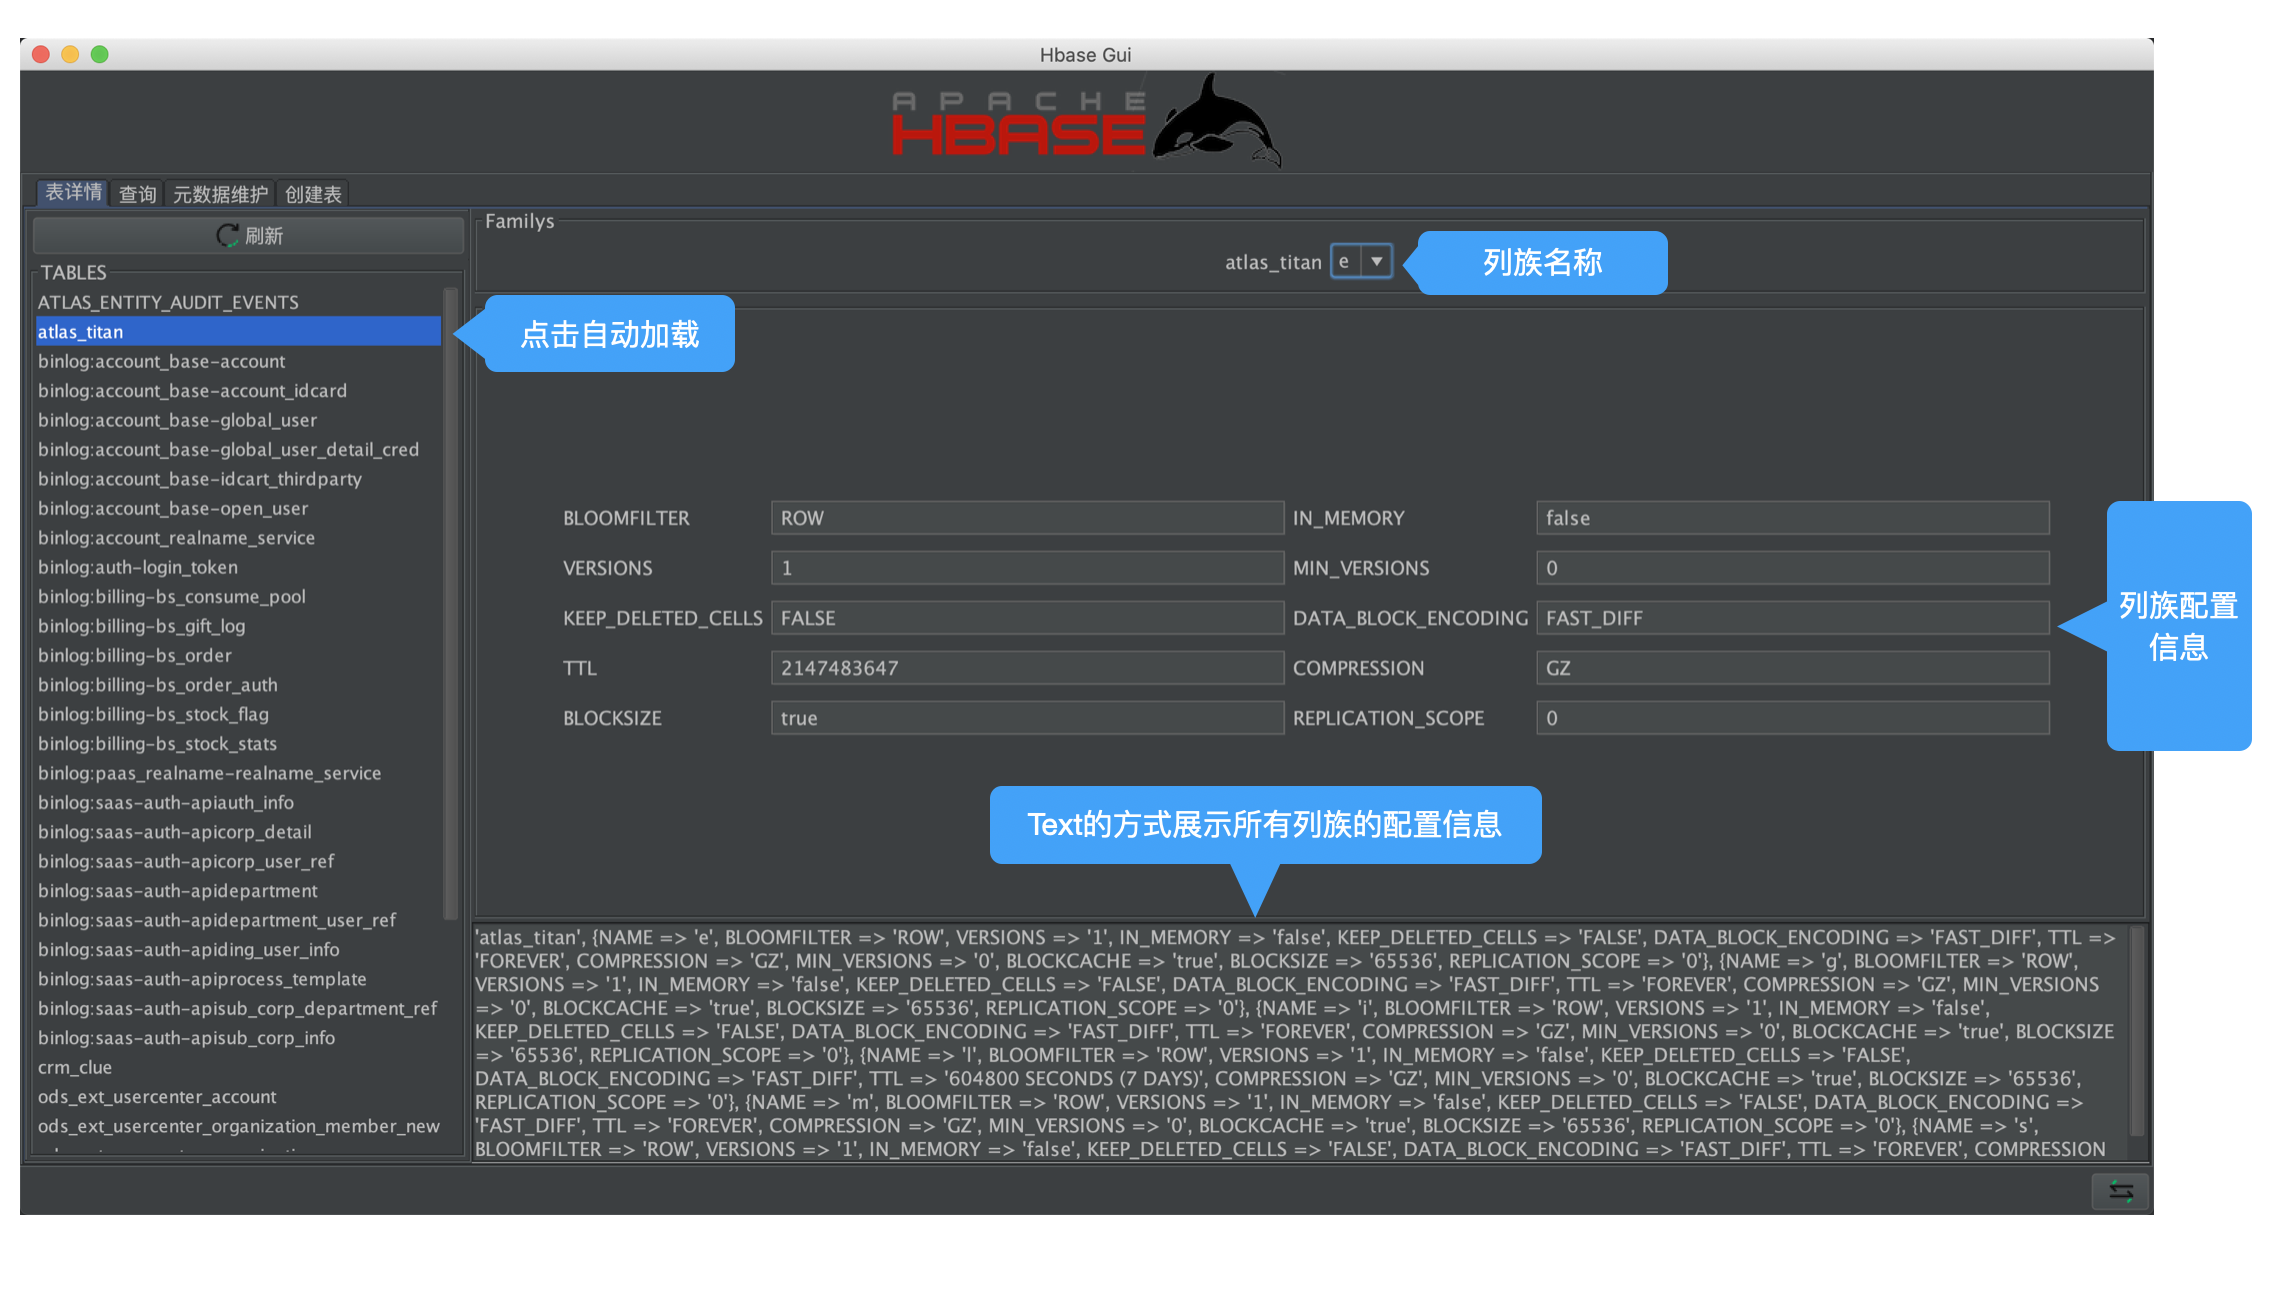 Hbase Gui
APACHE
HBASE
表详情 查询 元数据维护 创建表
刷新
TABLES
ATLAS_ENTITY_AUDIT_EVENTS
atlas_titan
binlog:account_base-account
binlog:account_base-account_idcard
binlog:account_base-global_user
binlog:account_base-global_user_detail_cred
binlog:account_base-idcart_thirdparty
binlog:account_base-open_user
binlog:account_realname_service
binlog:auth-login_token
binlog:billing-bs_consume_pool
binlog:billing-bs_gift_log
binlog:billing-bs_order
binlog:billing-bs_order_auth
binlog:billing-bs_stock_flag
binlog:billing-bs_stock_stats
binlog:paas_realname-realname_service
binlog:saas-auth-apiauth_info
binlog:saas-auth-apicorp_detail
binlog:saas-auth-apicorp_user_ref
binlog:saas-auth-apidepartment
binlog:saas-auth-apidepartment_user_ref
binlog:saas-auth-apiding_user_info
binlog:saas-auth-apiprocess_template
binlog:saas-auth-apisub_corp_department_ref
binlog:saas-auth-apisub_corp_info
crm_clue
ods_ext_usercenter_account
ods_ext_usercenter_organization_member_new
点击自动加载
Familys
atlas_titan e
列族名称
BLOOMFILTER ROW IN_MEMORY false
VERSIONS 1 MIN_VERSIONS 0
KEEP_DELETED_CELLS FALSE DATA_BLOCK_ENCODING FAST_DIFF
TTL 2147483647 COMPRESSION GZ
BLOCKSIZE true REPLICATION_SCOPE 0
列族配置
信息
Text的方式展示所有列族的配置信息
'atlas_titan', {NAME => 'e', BLOOMFILTER => 'ROW', VERSIONS => '1', IN_MEMORY => 'false', KEEP_DELETED_CELLS => 'FALSE', DATA_BLOCK_ENCODING => 'FAST_DIFF', TTL =>
'FOREVER', COMPRESSION => 'GZ', MIN_VERSIONS => '0', BLOCKCACHE => 'true', BLOCKSIZE => '65536', REPLICATION_SCOPE => '0'}, {NAME => 'g', BLOOMFILTER => 'ROW',
VERSIONS => '1', IN_MEMORY => 'false', KEEP_DELETED_CELLS => 'FALSE', DATA_BLOCK_ENCODING => 'FAST_DIFF', TTL => 'FOREVER', COMPRESSION => 'GZ', MIN_VERSIONS
=> '0', BLOCKCACHE => 'true', BLOCKSIZE => '65536', REPLICATION_SCOPE => '0'}, {NAME => 'i', BLOOMFILTER => 'ROW', VERSIONS => '1', IN_MEMORY => 'false',
KEEP_DELETED_CELLS => 'FALSE', DATA_BLOCK_ENCODING => 'FAST_DIFF', TTL => 'FOREVER', COMPRESSION => 'GZ', MIN_VERSIONS => '0', BLOCKCACHE => 'true', BLOCKSIZE
=> '65536', REPLICATION_SCOPE => '0'}, {NAME => 'l', BLOOMFILTER => 'ROW', VERSIONS => '1', IN_MEMORY => 'false', KEEP_DELETED_CELLS => 'FALSE',
DATA_BLOCK_ENCODING => 'FAST_DIFF', TTL => '604800 SECONDS (7 DAYS)', COMPRESSION => 'GZ', MIN_VERSIONS => '0', BLOCKCACHE => 'true', BLOCKSIZE => '65536',
REPLICATION_SCOPE => '0'}, {NAME => 'm', BLOOMFILTER => 'ROW', VERSIONS => '1', IN_MEMORY => 'false', KEEP_DELETED_CELLS => 'FALSE', DATA_BLOCK_ENCODING =>
'FAST_DIFF', TTL => 'FOREVER', COMPRESSION => 'GZ', MIN_VERSIONS => '0', BLOCKCACHE => 'true', BLOCKSIZE => '65536', REPLICATION_SCOPE => '0'}, {NAME => 's',
BLOOMFILTER => 'ROW', VERSIONS => '1', IN_MEMORY => 'false', KEEP_DELETED_CELLS => 'FALSE', DATA_BLOCK_ENCODING => 'FAST_DIFF', TTL => 'FOREVER', COMPRESSION